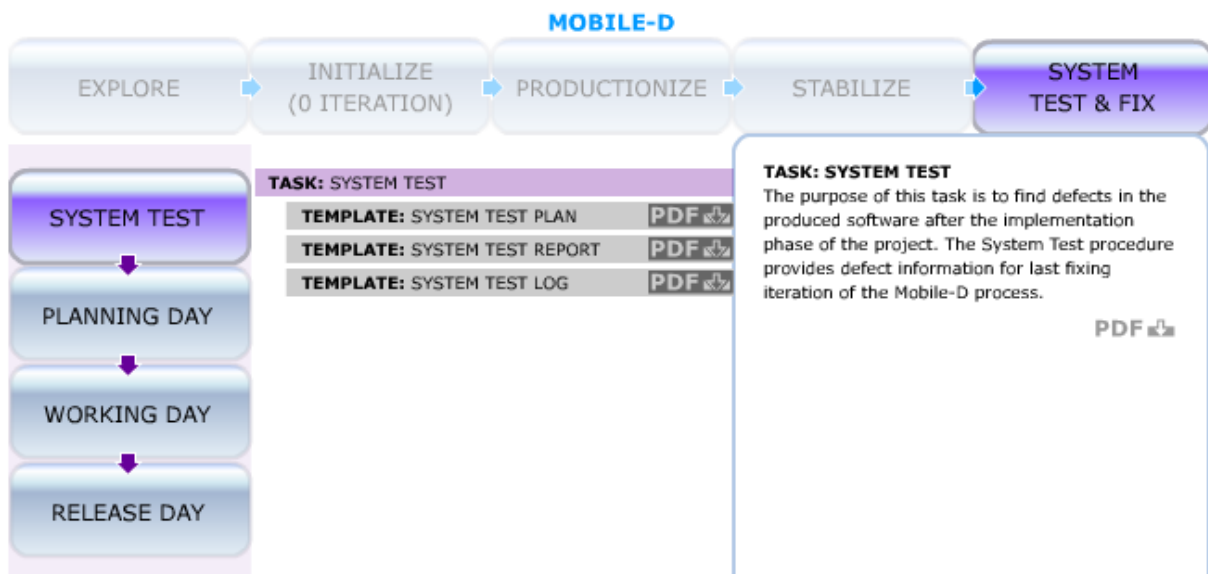 MOBILE-D
EXPLORE
INITIALIZE
(0 ITERATION)
PRODUCTIONIZE
STABILIZE
SYSTEM
TEST & FIX
SYSTEM TEST
PLANNING DAY
WORKING DAY
RELEASE DAY
TASK: SYSTEM TEST
TEMPLATE: SYSTEM TEST PLAN PDF
TEMPLATE: SYSTEM TEST REPORT PDF
TEMPLATE: SYSTEM TEST LOG PDF
TASK: SYSTEM TEST
The purpose of this task is to find defects in the
produced software after the implementation
phase of the project. The System Test procedure
provides defect information for last fixing
iteration of the Mobile-D process.
PDF